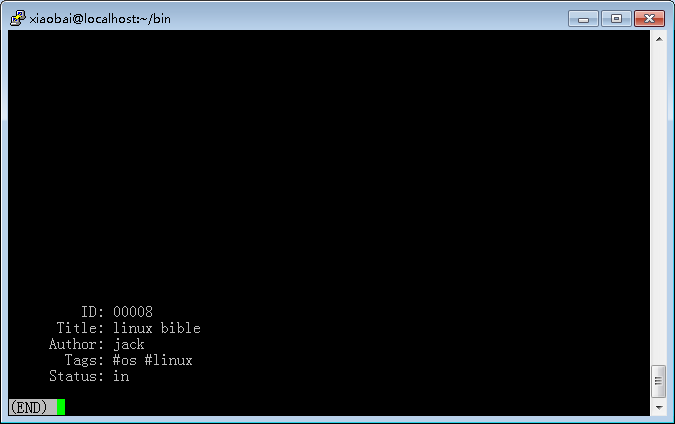 xiaobai@localhost:~/bin
ID: 00008
Title: linux bible
Author: jack
Tags: #os #linux
Status: in
(END)